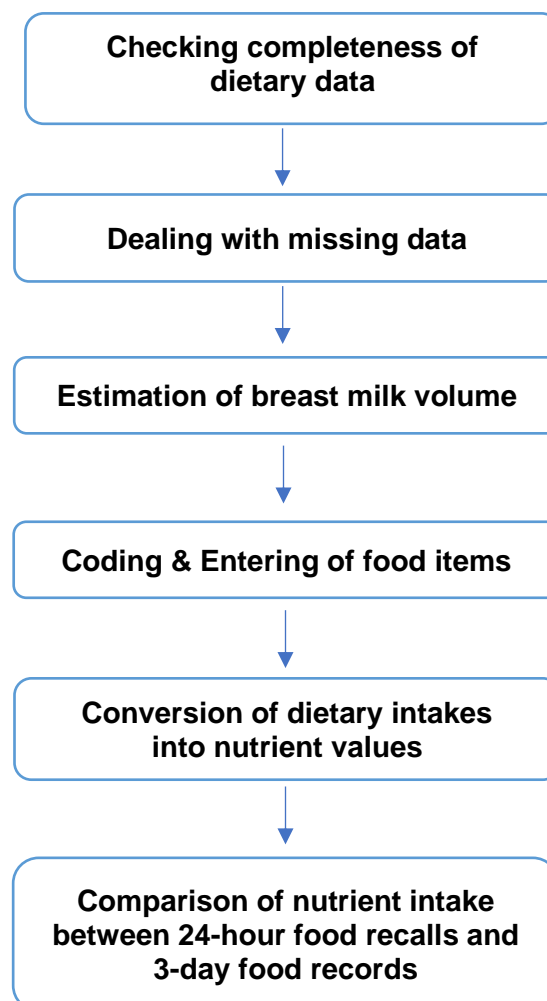 Checking completeness of
dietary data
Dealing with missing data
Estimation of breast milk volume
Coding & Entering of food items
Conversion of dietary intakes
into nutrient values
Comparison of nutrient intake
between 24-hour food recalls and
3-day food records